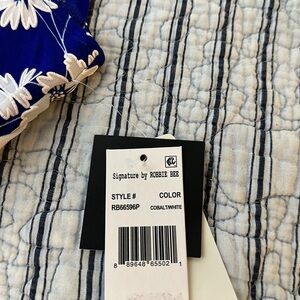 Signature by ROBBIE BEE
STYLE # COLOR
RB66596P COBALT/WHITE
8 89648 65502 1